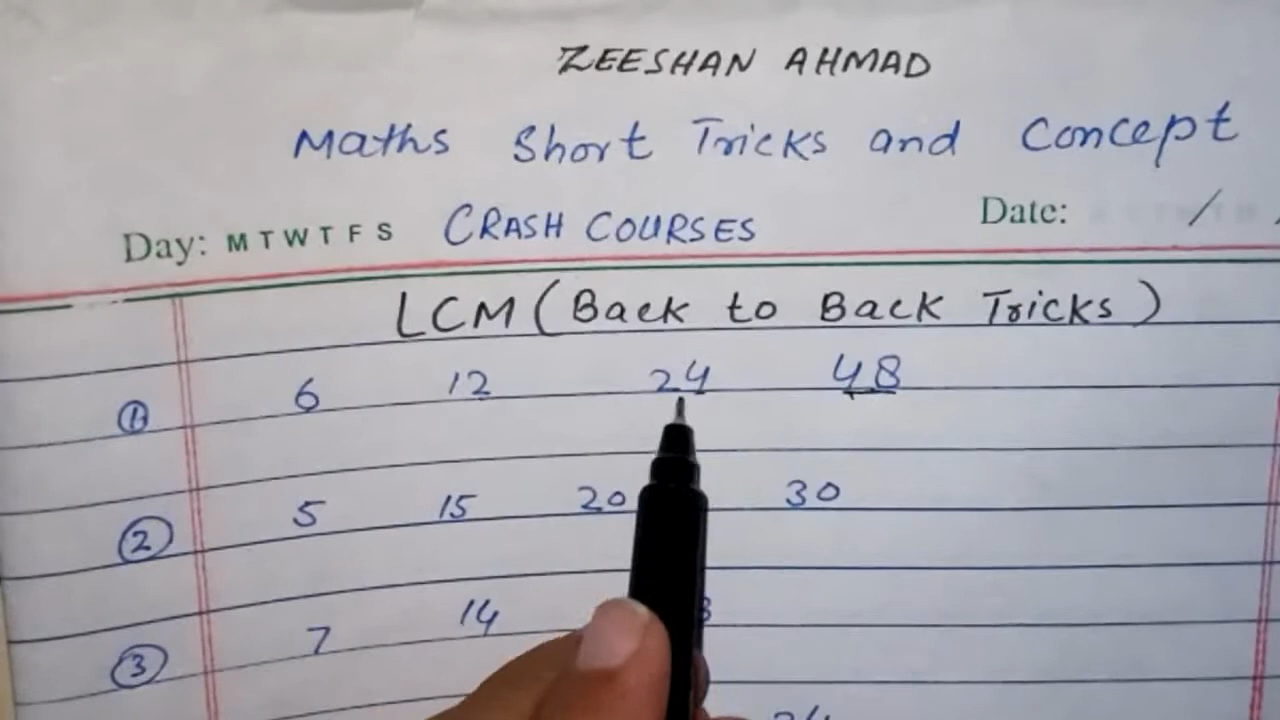 ZEESHAN AHMAD
Maths Short Tricks and Concept
Day: M T W T F S CRASH COURSES Date: /
LCM (Back to Back Tricks)
① 6 12 24 48
② 5 15 20 30
③ 7 14